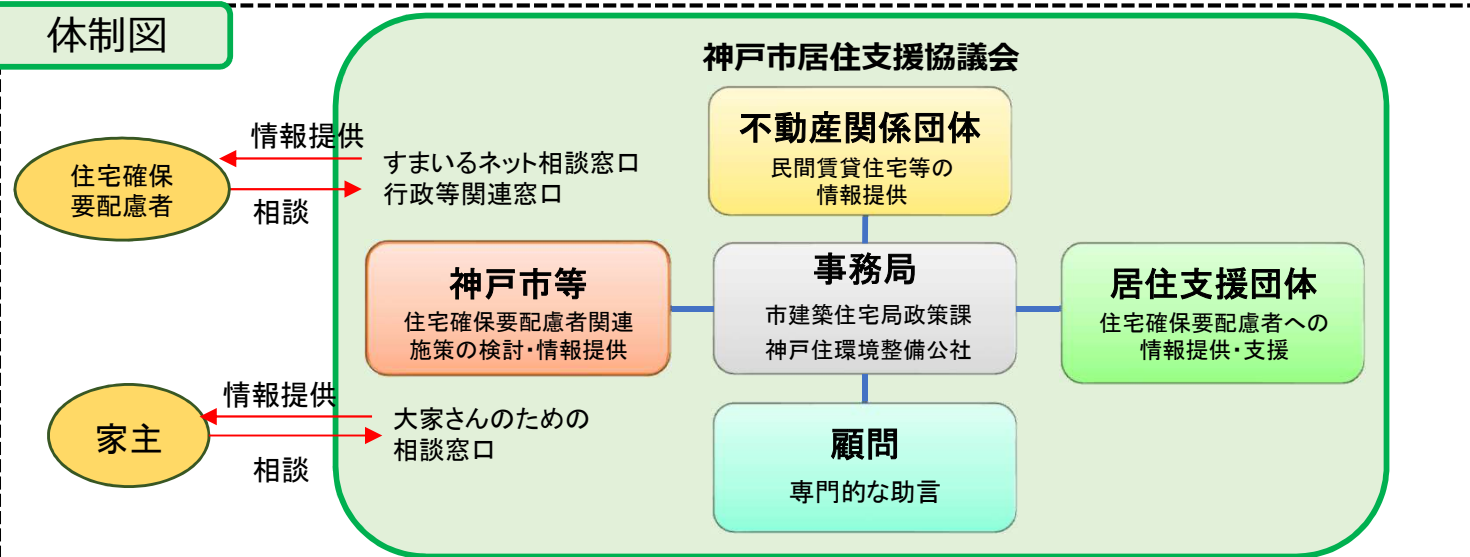 体制図
神戸市居住支援協議会
不動産関係団体
民間賃貸住宅等の
情報提供
情報提供
住宅確保
要配慮者
相談
すまいるネット相談窓口
行政等関連窓口
神戸市等
住宅確保要配慮者関連
施策の検討・情報提供
事務局
市建築住宅局政策課
神戸住環境整備公社
居住支援団体
住宅確保要配慮者への
情報提供・支援
情報提供
家主
相談
大家さんのための
相談窓口
顧問
専門的な助言